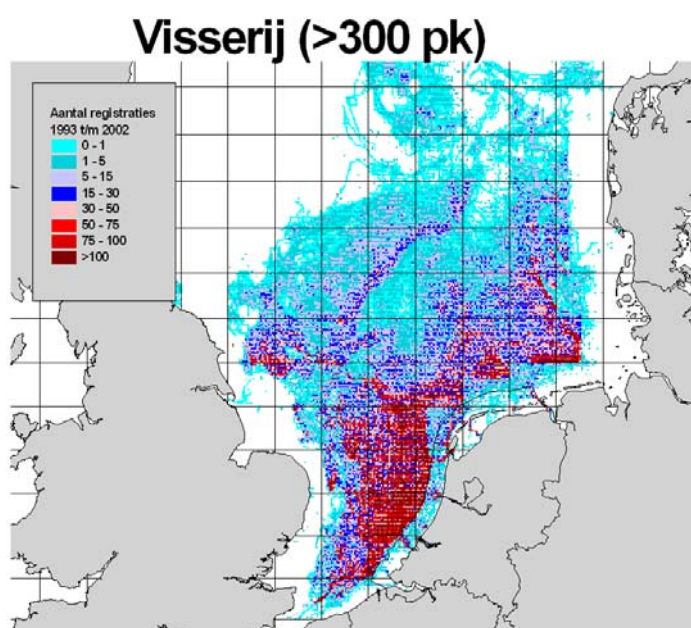 Visserij (>300 pk)
Aantal registraties
1993 t/m 2002
0 - 1
1 - 5
5 - 15
15 - 30
30 - 50
50 - 75
75 - 100
>100